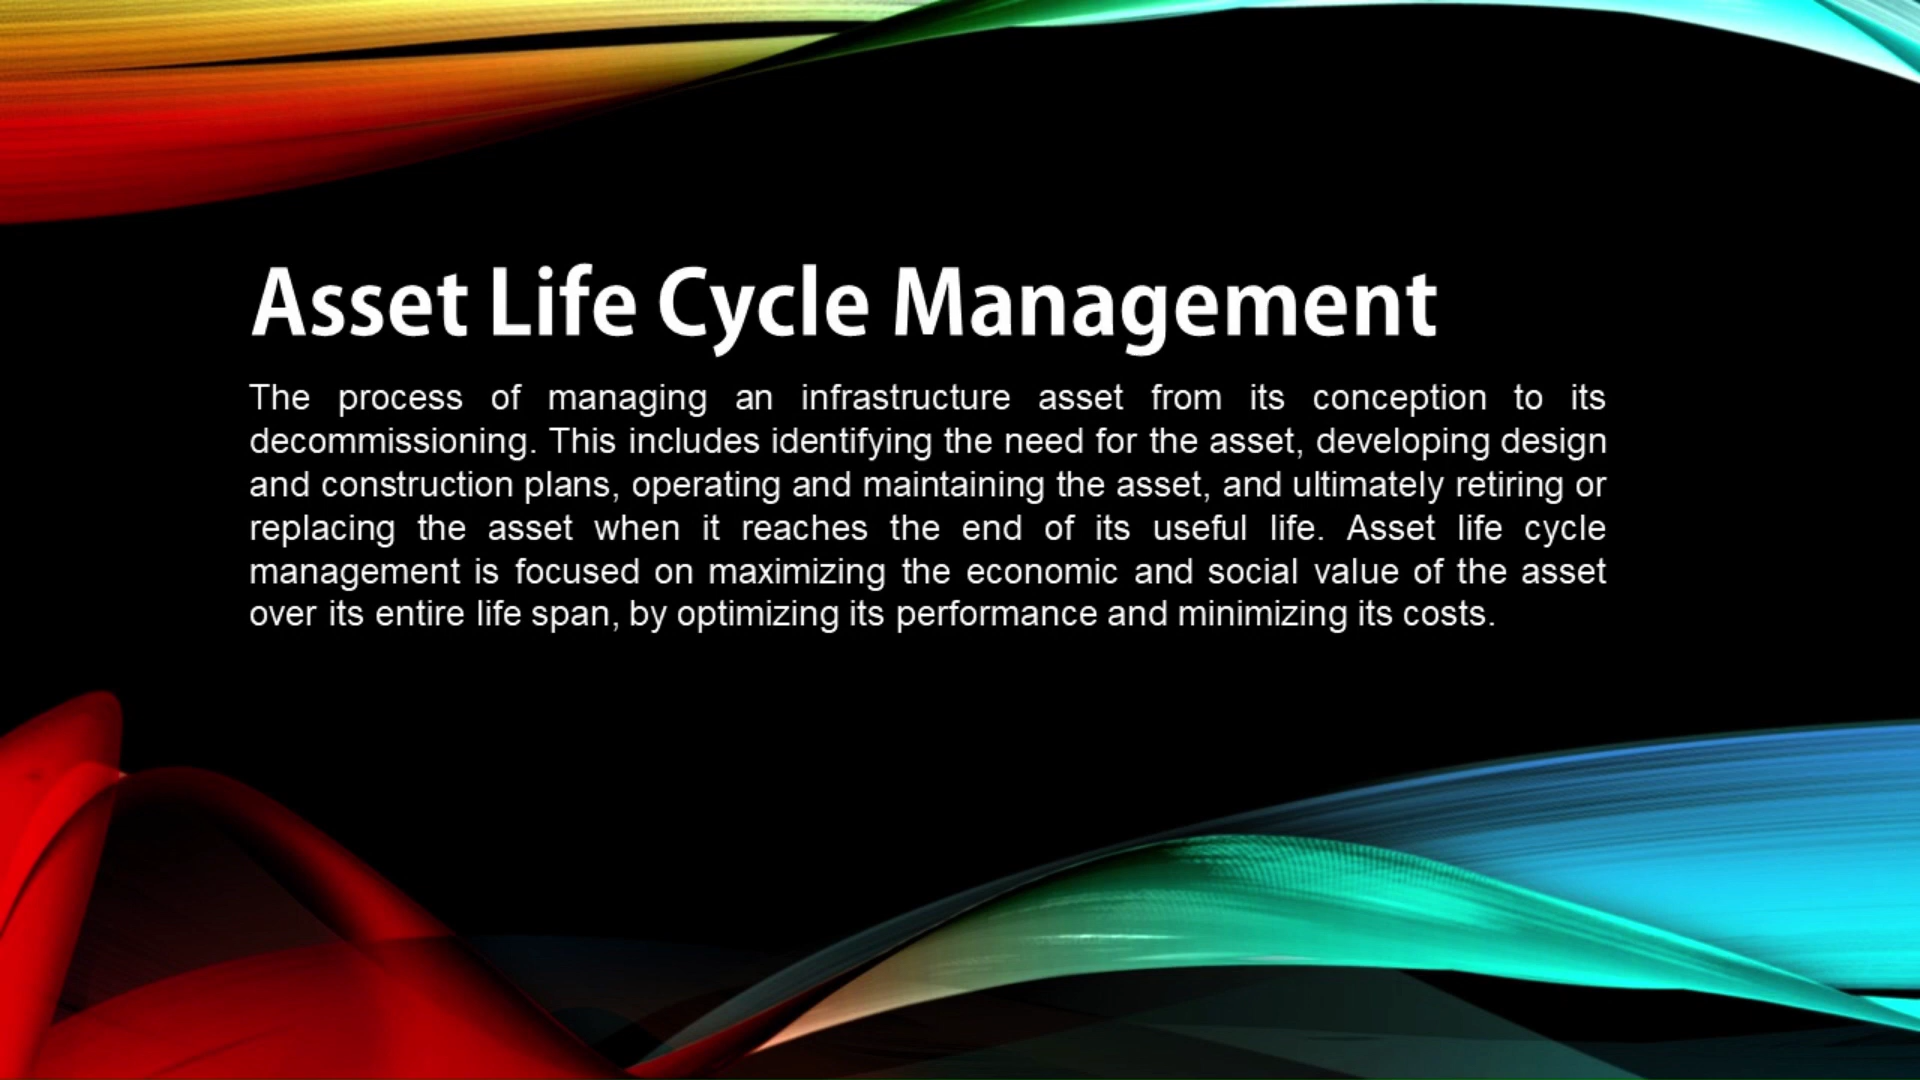 Asset Life Cycle Management
The process of managing an infrastructure asset from its conception to its
decommissioning. This includes identifying the need for the asset, developing design
and construction plans, operating and maintaining the asset, and ultimately retiring or
replacing the asset when it reaches the end of its useful life. Asset life cycle
management is focused on maximizing the economic and social value of the asset
over its entire life span, by optimizing its performance and minimizing its costs.